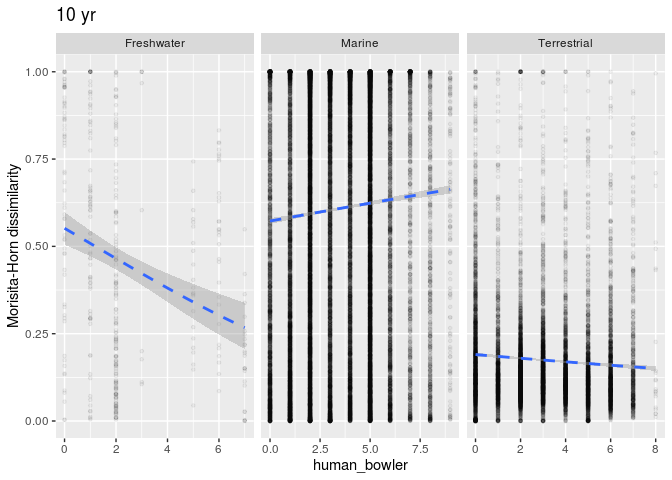 10 yr
Freshwater Marine Terrestrial
Morisita-Horn dissimilarity
1.00
0.75
0.50
0.25
0.00
0 2 4 6 0.0 2.5 5.0 7.5 0 2 4 6 8
human_bowler